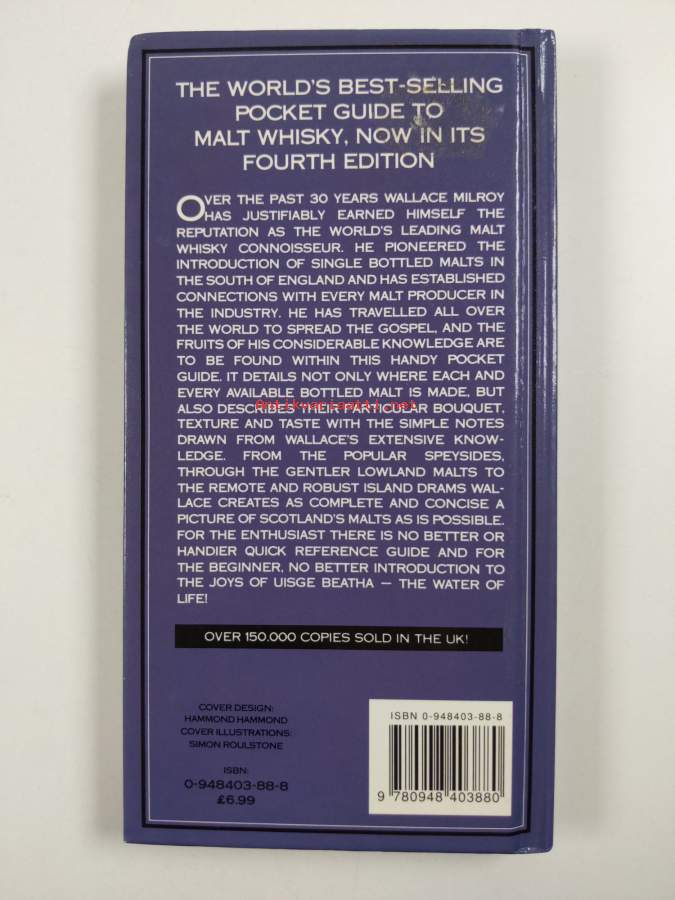 THE WORLD'S BEST-SELLING
POCKET GUIDE TO
MALT WHISKY, NOW IN ITS
FOURTH EDITION
OVER THE PAST 30 YEARS WALLACE MILROY
HAS JUSTIFIABLY EARNED HIMSELF THE
REPUTATION AS THE WORLD'S LEADING MALT
WHISKY CONNOISSEUR. HE PIONEERED THE
INTRODUCTION OF SINGLE BOTTLED MALTS IN
THE SOUTH OF ENGLAND AND HAS ESTABLISHED
CONNECTIONS WITH EVERY MALT PRODUCER IN
THE INDUSTRY. HE HAS TRAVELLED ALL OVER
THE WORLD TO SPREAD THE GOSPEL, AND THE
FRUITS OF HIS CONSIDERABLE KNOWLEDGE ARE
TO BE FOUND WITHIN THIS HANDY POCKET
GUIDE. IT DETAILS NOT ONLY WHERE EACH AND
EVERY AVAILABLE BOTTLED MALT IS MADE, BUT
ALSO DESCRIBES THEIR PARTICULAR BOUQUET,
Antikvariaatti.net
TEXTURE AND TASTE WITH THE SIMPLE NOTES
DRAWN FROM WALLACE'S EXTENSIVE KNOW-
LEDGE. FROM THE POPULAR SPEYSIDES,
THROUGH THE GENTLER LOWLAND MALTS TO
THE REMOTE AND ROBUST ISLAND DRAMS WAL-
LACE CREATES AS COMPLETE AND CONCISE A
PICTURE OF SCOTLAND'S MALTS AS IS POSSIBLE.
FOR THE ENTHUSIAST THERE IS NO BETTER OR
HANDIER QUICK REFERENCE GUIDE AND FOR
THE BEGINNER, NO BETTER INTRODUCTION TO
THE JOYS OF UISGE BEATHA – THE WATER OF
LIFE!
OVER 150.000 COPIES SOLD IN THE UK!
COVER DESIGN:
HAMMOND HAMMOND
COVER ILLUSTRATIONS:
SIMON ROULSTONE
ISBN:
0-948403-88-8
£6.99
ISBN 0-948403-88-8
9 780948 403880